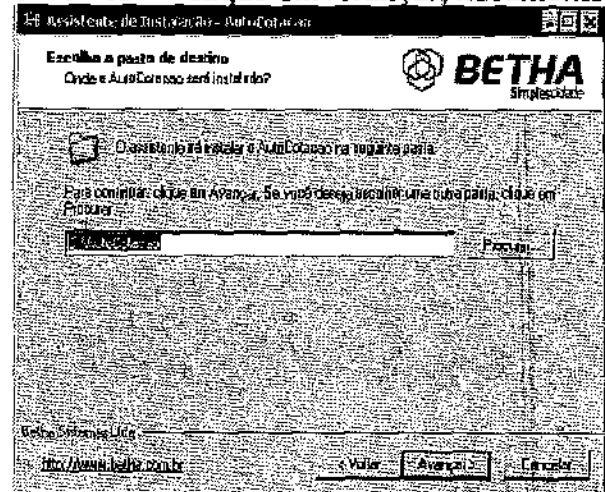 Assistente de Instalação - AutoCotacao
Escolha a pasta de destino
Onde o AutoCotacao será instalado?
BETHA
Simplescidade
O assistente irá instalar o AutoCotacao na seguinte pasta.
Para continuar, clique em Avançar. Se você deseja escolher uma outra pasta, clique em
Procurar.
Procurar...
Betha Sistemas Ltda
http://www.betha.com.br
< Voltar
Avançar >
Cancelar